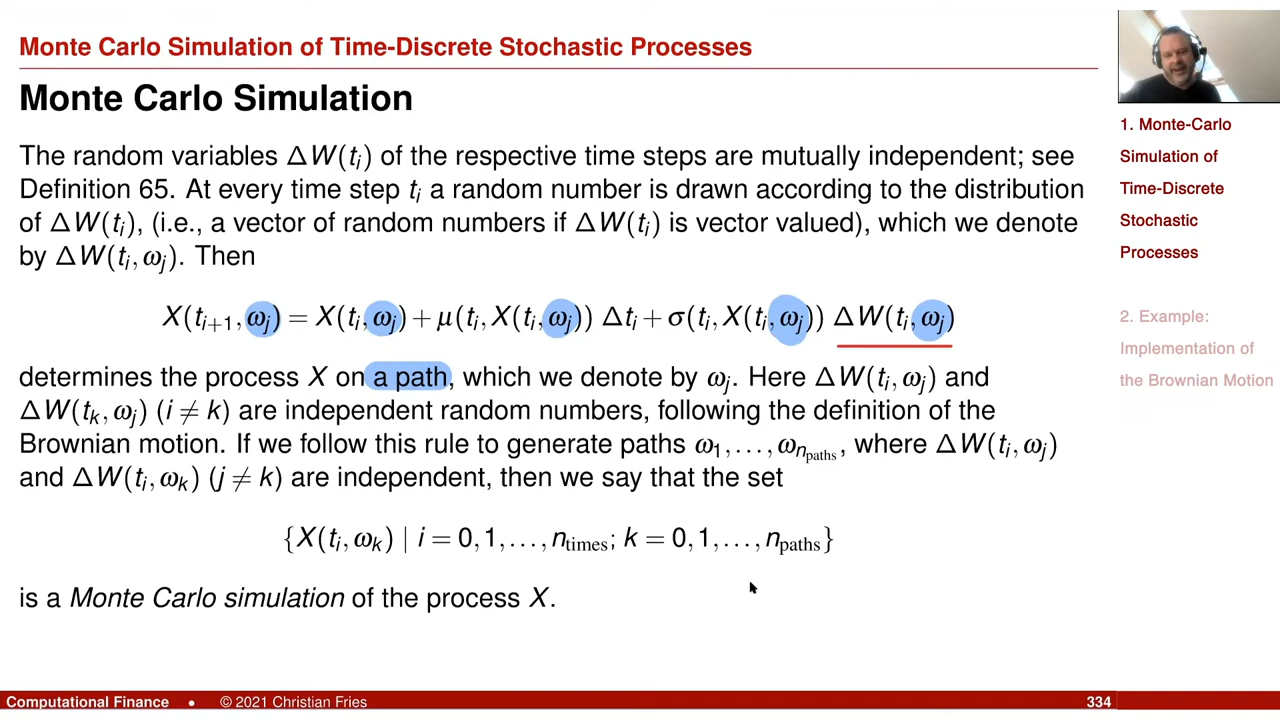 Monte Carlo Simulation of Time-Discrete Stochastic Processes
Monte Carlo Simulation
The random variables ΔW(tᵢ) of the respective time steps are mutually independent; see
Definition 65. At every time step tᵢ a random number is drawn according to the distribution
of ΔW(tᵢ), (i.e., a vector of random numbers if ΔW(tᵢ) is vector valued), which we denote
by ΔW(tᵢ, ωⱼ). Then
X(tᵢ₊₁, ωⱼ) = X(tᵢ, ωⱼ) + μ(tᵢ, X(tᵢ, ωⱼ)) Δtᵢ + σ(tᵢ, X(tᵢ, ωⱼ)) ΔW(tᵢ, ωⱼ)
determines the process X on a path, which we denote by ωⱼ. Here ΔW(tᵢ, ωⱼ) and
ΔW(tₖ, ωⱼ) (i ≠ k) are independent random numbers, following the definition of the
Brownian motion. If we follow this rule to generate paths ω₁, …, ω_{n_paths}, where ΔW(tᵢ, ωⱼ)
and ΔW(tᵢ, ωₖ) (j ≠ k) are independent, then we say that the set
{X(tᵢ, ωₖ) | i = 0, 1, …, n_times; k = 0, 1, …, n_paths}
is a Monte Carlo simulation of the process X.
1. Monte-Carlo
Simulation of
Time-Discrete
Stochastic
Processes
2. Example:
Implementation of
the Brownian Motion
Computational Finance • © 2021 Christian Fries
334